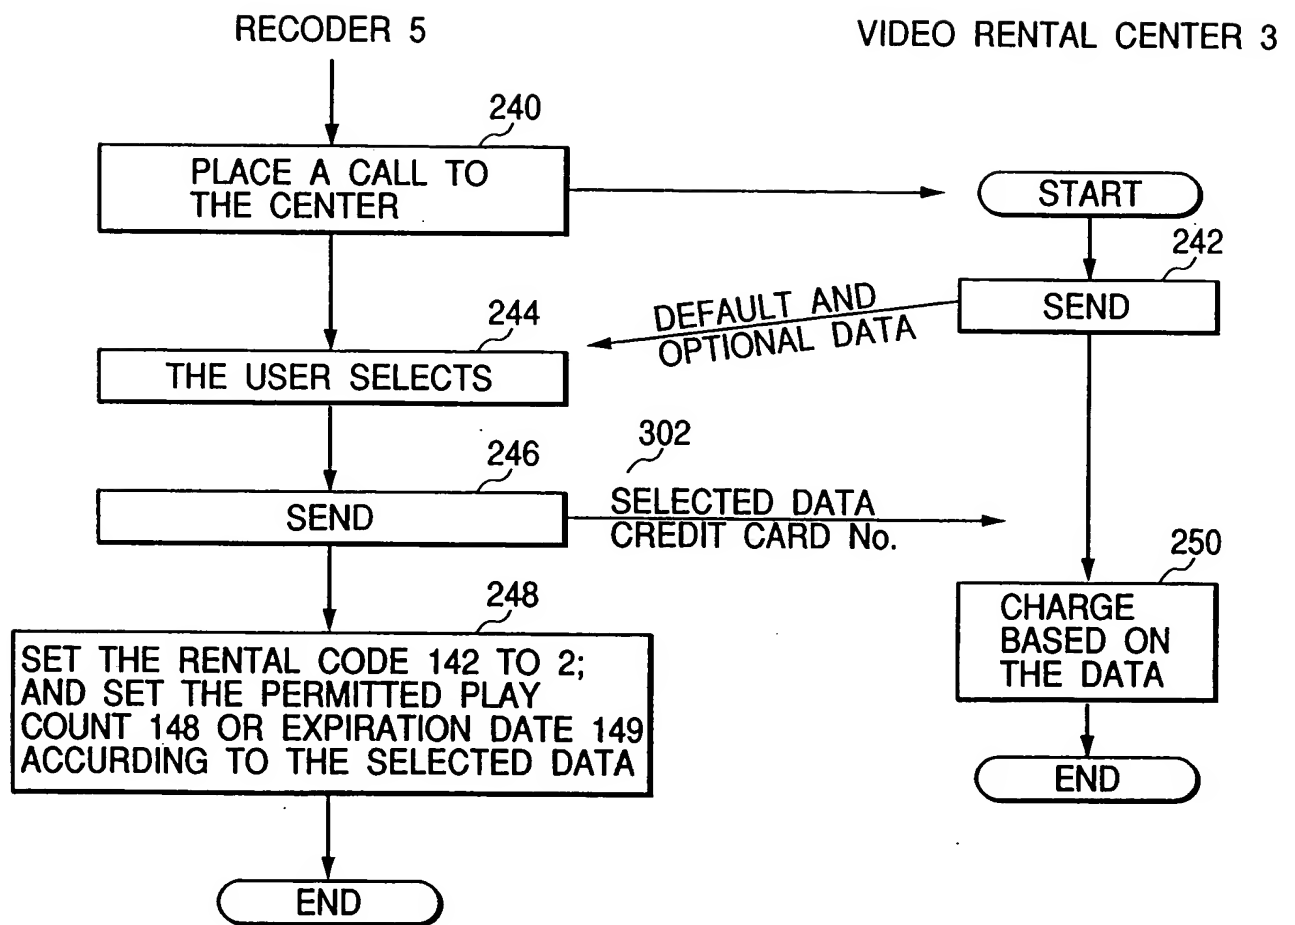 RECODER 5
VIDEO RENTAL CENTER 3
240
PLACE A CALL TO
THE CENTER
START
242
SEND
DEFAULT AND
OPTIONAL DATA
244
THE USER SELECTS
246
SEND
302
SELECTED DATA
CREDIT CARD No.
248
SET THE RENTAL CODE 142 TO 2;
AND SET THE PERMITTED PLAY
COUNT 148 OR EXPIRATION DATE 149
ACCURDING TO THE SELECTED DATA
250
CHARGE
BASED ON
THE DATA
END
END